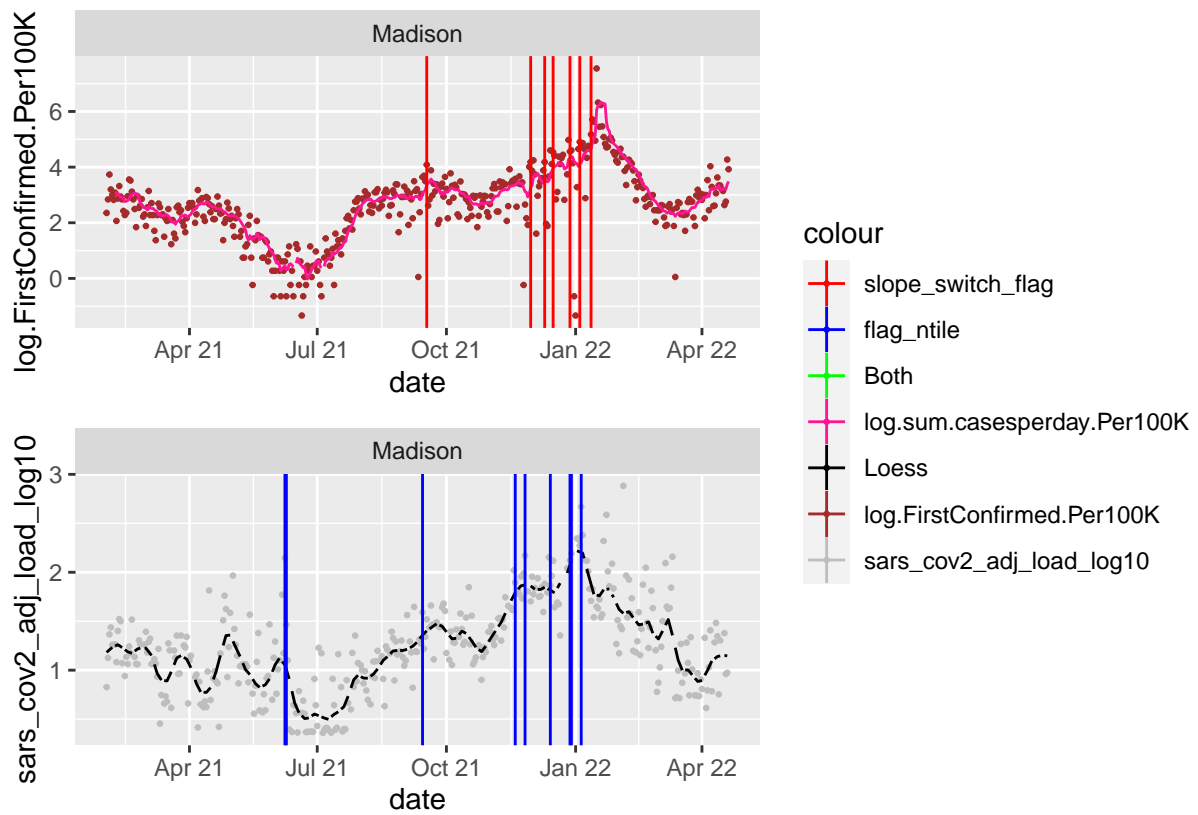 Madison
log.FirstConfirmed.Per100K
6
4
2
0
Apr 21 Jul 21 Oct 21 Jan 22 Apr 22
date
Madison
sars_cov2_adj_load_log10
3
2
1
Apr 21 Jul 21 Oct 21 Jan 22 Apr 22
date
colour
slope_switch_flag
flag_ntile
Both
log.sum.casesperday.Per100K
Loess
log.FirstConfirmed.Per100K
sars_cov2_adj_load_log10